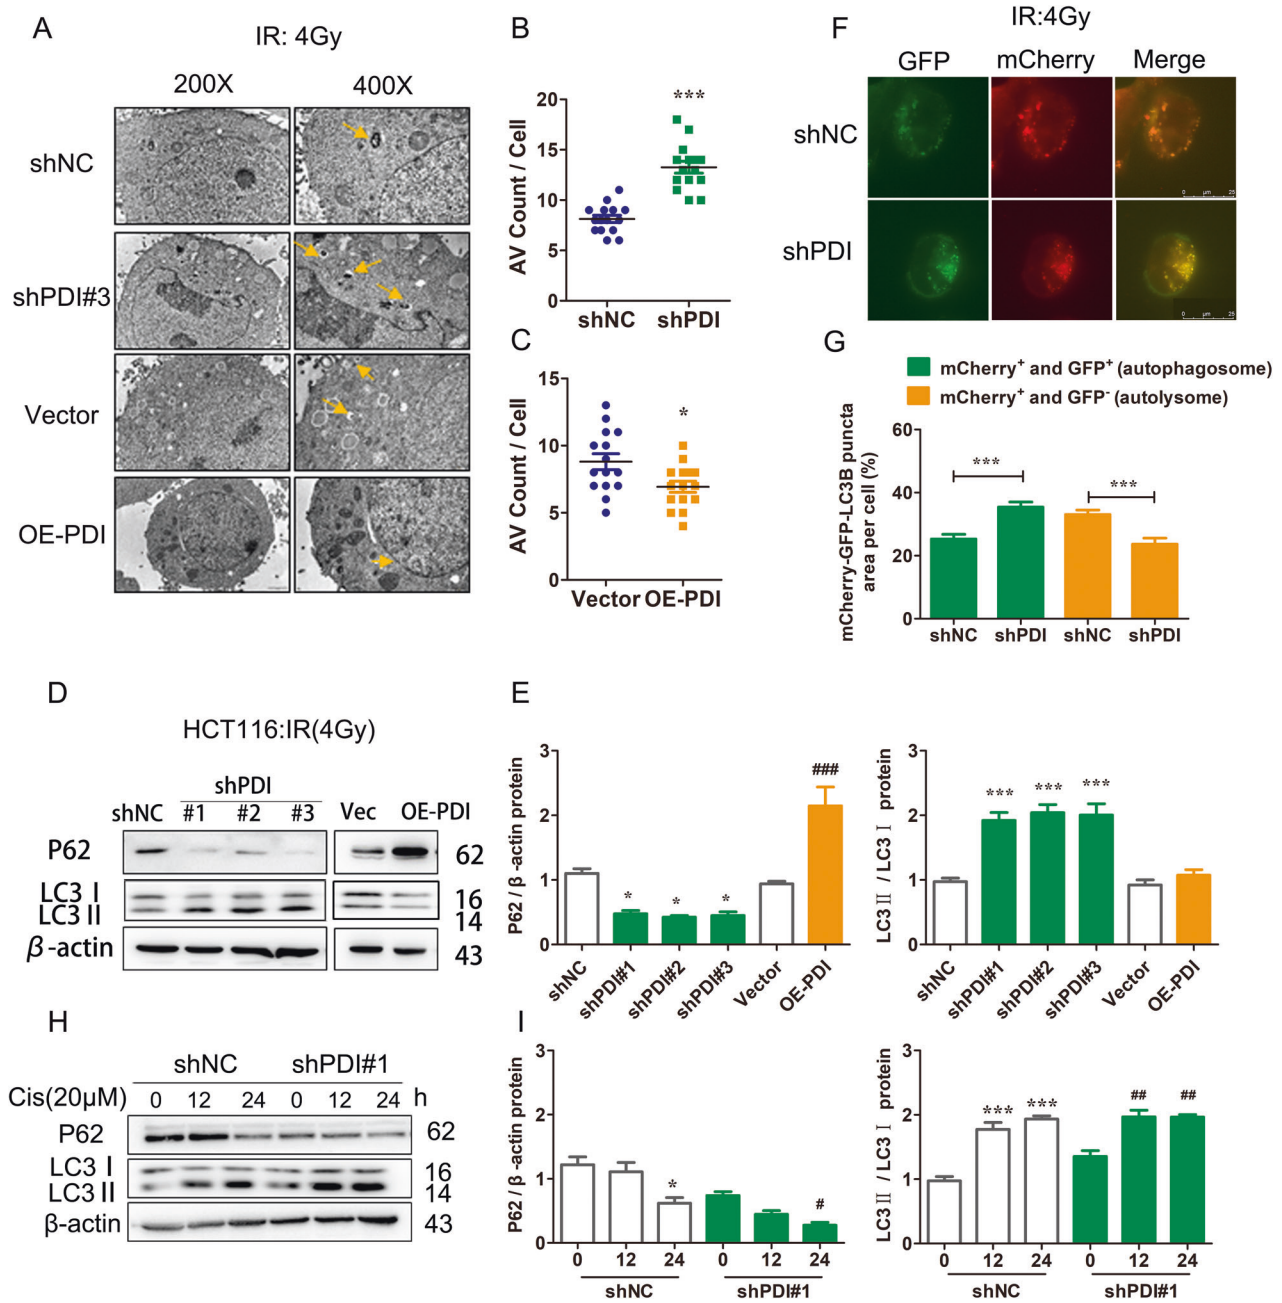 A
IR: 4Gy
200X 400X
shNC
shPDI#3
Vector
OE-PDI
B
AV Count / Cell
20
15
10
5
0
***
shNC shPDI
C
AV Count / Cell
15
10
5
0
*
Vector OE-PDI
F
IR:4Gy
GFP mCherry Merge
shNC
shPDI
0 µm 25
0 µm 25
G
mCherry+ and GFP+ (autophagosome)
mCherry+ and GFP- (autolysome)
mCherry-GFP-LC3B puncta
area per cell (%)
60
40
20
0
*** ***
shNC shPDI shNC shPDI
D
HCT116:IR(4Gy)
shPDI
shNC #1 #2 #3 Vec OE-PDI
P62 62
LC3 I 16
LC3 II 14
β-actin 43
E
P62 / β-actin protein
3
2
1
0
* * * ###
shNC shPDI#1 shPDI#2 shPDI#3 Vector OE-PDI
LC3 II / LC3 I protein
3
2
1
0
*** *** ***
shNC shPDI#1 shPDI#2 shPDI#3 Vector OE-PDI
H
shNC shPDI#1
Cis(20µM) 0 12 24 0 12 24 h
P62 62
LC3 I 16
LC3 II 14
β-actin 43
I
P62 / β-actin protein
3
2
1
0
* #
0 12 24 0 12 24
shNC shPDI#1
LC3 II / LC3 I protein
3
2
1
0
*** *** ## ##
0 12 24 0 12 24
shNC shPDI#1